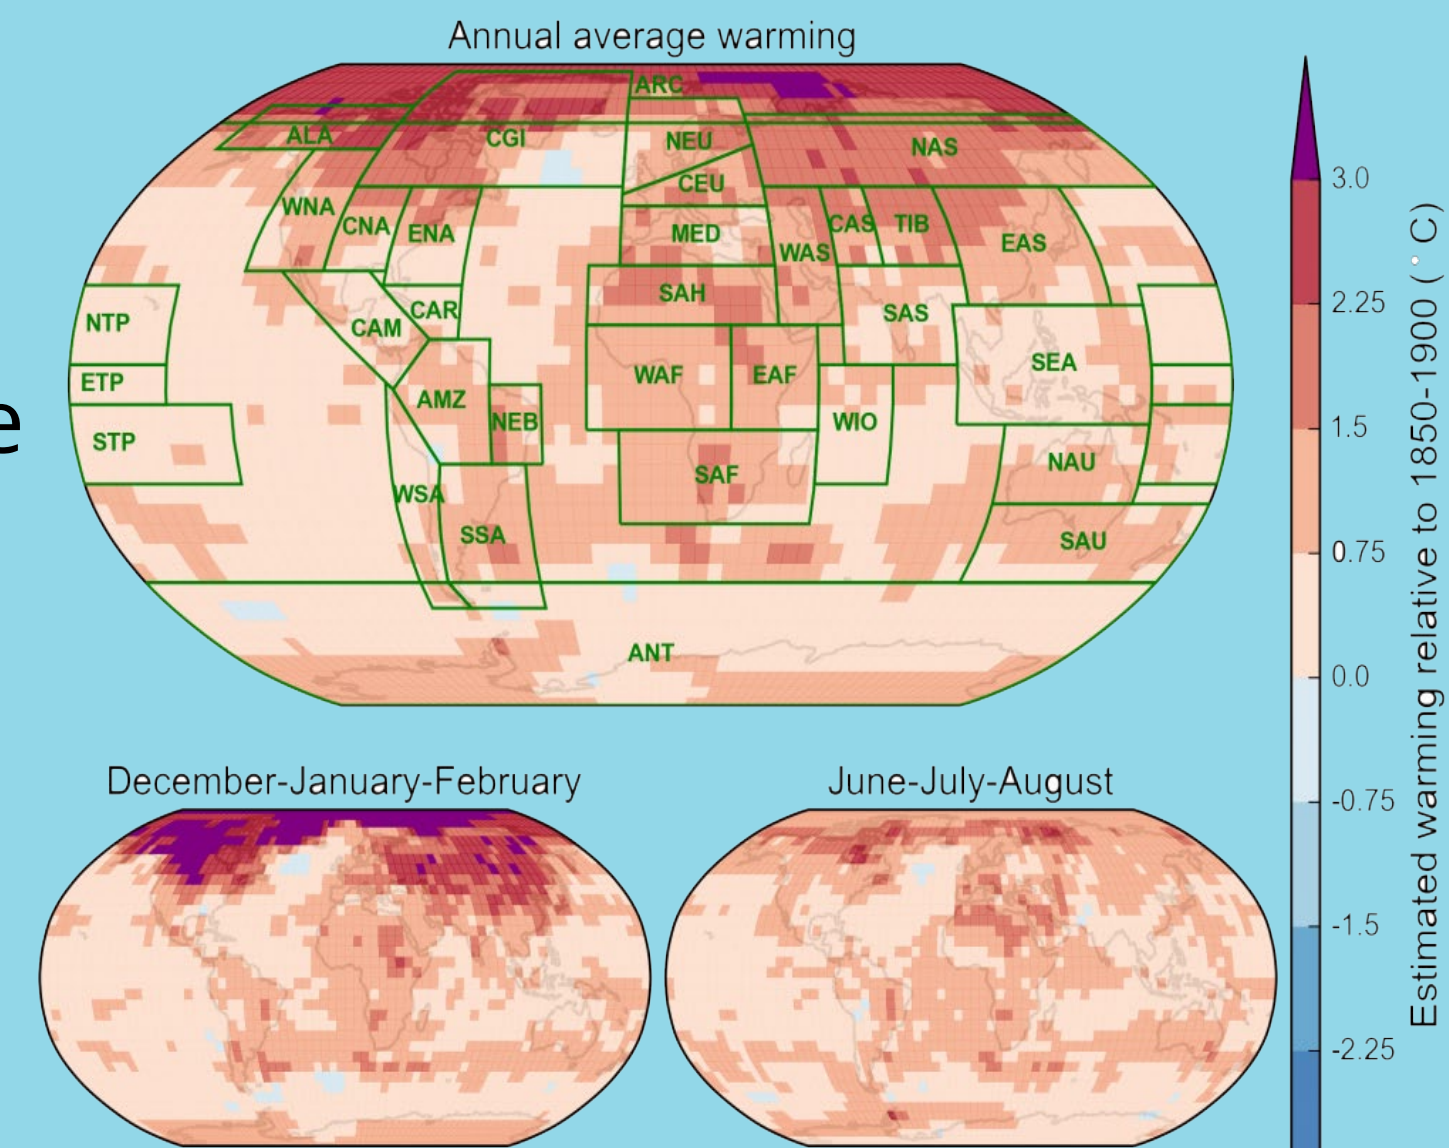 Annual average warming
ARC
ALA
CGI
NEU
NAS
CEU
WNA
CNA
ENA
MED
WAS
CAS
TIB
EAS
NTP
CAR
CAM
SAH
SAS
ETP
AMZ
WAF
EAF
SEA
STP
NEB
WIO
WSA
SAF
NAU
SSA
SAU
ANT
e
3.0
2.25
1.5
0.75
0.0
-0.75
-1.5
-2.25
Estimated warming relative to 1850-1900 (°C)
December-January-February
June-July-August